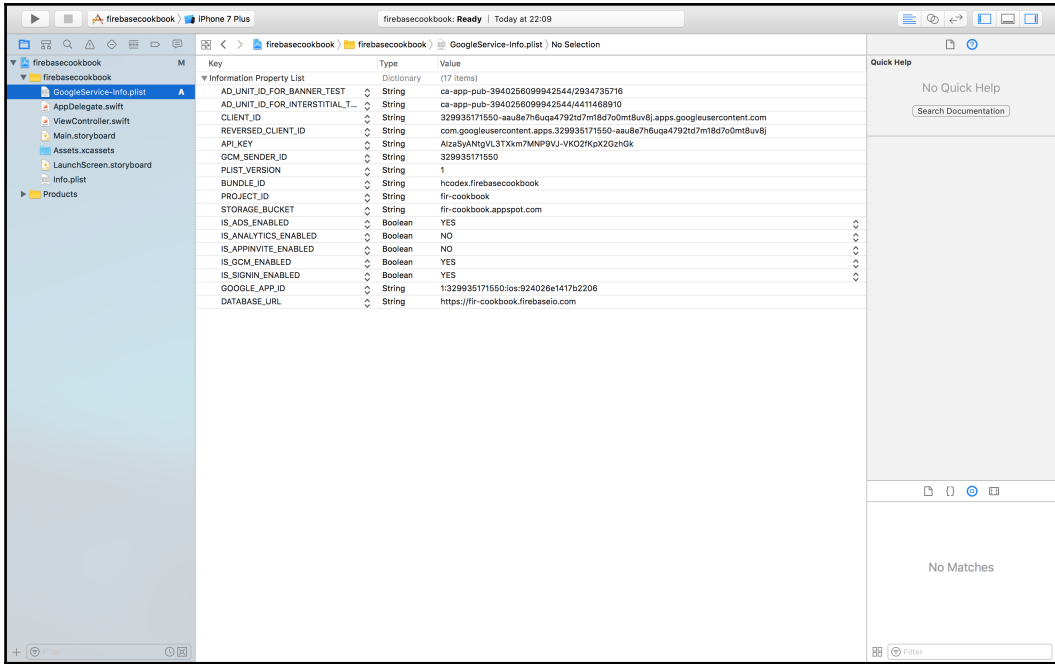 firebasecookbook iPhone 7 Plus
firebasecookbook: Ready | Today at 22:09
firebasecookbook firebasecookbook GoogleService-Info.plist No Selection
firebasecookbook M
firebasecookbook
GoogleService-Info.plist A
AppDelegate.swift
ViewController.swift
Main.storyboard
Assets.xcassets
LaunchScreen.storyboard
Info.plist
Products
Filter
Key Type Value
Information Property List Dictionary (17 items)
AD_UNIT_ID_FOR_BANNER_TEST String ca-app-pub-3940256099942544/2934735716
AD_UNIT_ID_FOR_INTERSTITIAL_T... String ca-app-pub-3940256099942544/4411468910
CLIENT_ID String 329935171550-aau8e7h6uqa4792td7m18d7o0mt8uv8j.apps.googleusercontent.com
REVERSED_CLIENT_ID String com.googleusercontent.apps.329935171550-aau8e7h6uqa4792td7m18d7o0mt8uv8j
API_KEY String AIzaSyANtgVL3TXkm7MNP9VJ-VKO2fKpX2GzhGk
GCM_SENDER_ID String 329935171550
PLIST_VERSION String 1
BUNDLE_ID String hcodex.firebasecookbook
PROJECT_ID String fir-cookbook
STORAGE_BUCKET String fir-cookbook.appspot.com
IS_ADS_ENABLED Boolean YES
IS_ANALYTICS_ENABLED Boolean NO
IS_APPINVITE_ENABLED Boolean NO
IS_GCM_ENABLED Boolean YES
IS_SIGNIN_ENABLED Boolean YES
GOOGLE_APP_ID String 1:329935171550:ios:924026e1417b2206
DATABASE_URL String https://fir-cookbook.firebaseio.com
Quick Help
No Quick Help
Search Documentation
No Matches
Filter